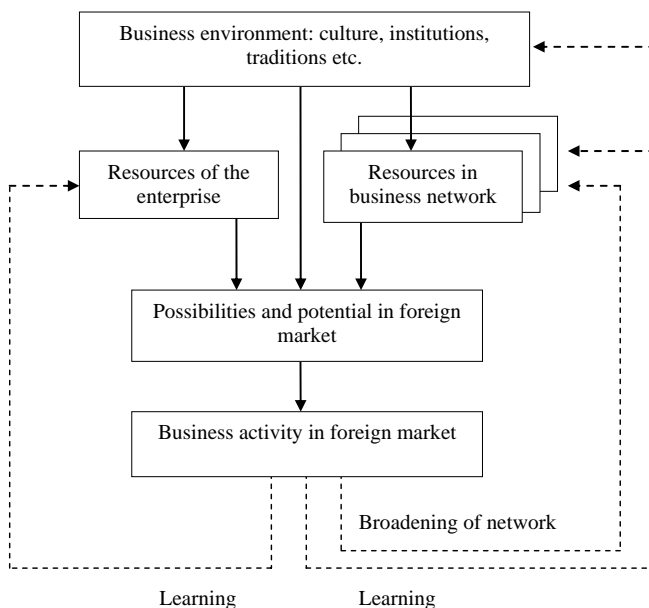 Business environment: culture, institutions,
traditions etc.
Resources of the
enterprise
Resources in
business network
Possibilities and potential in foreign
market
Business activity in foreign market
Broadening of network
Learning
Learning